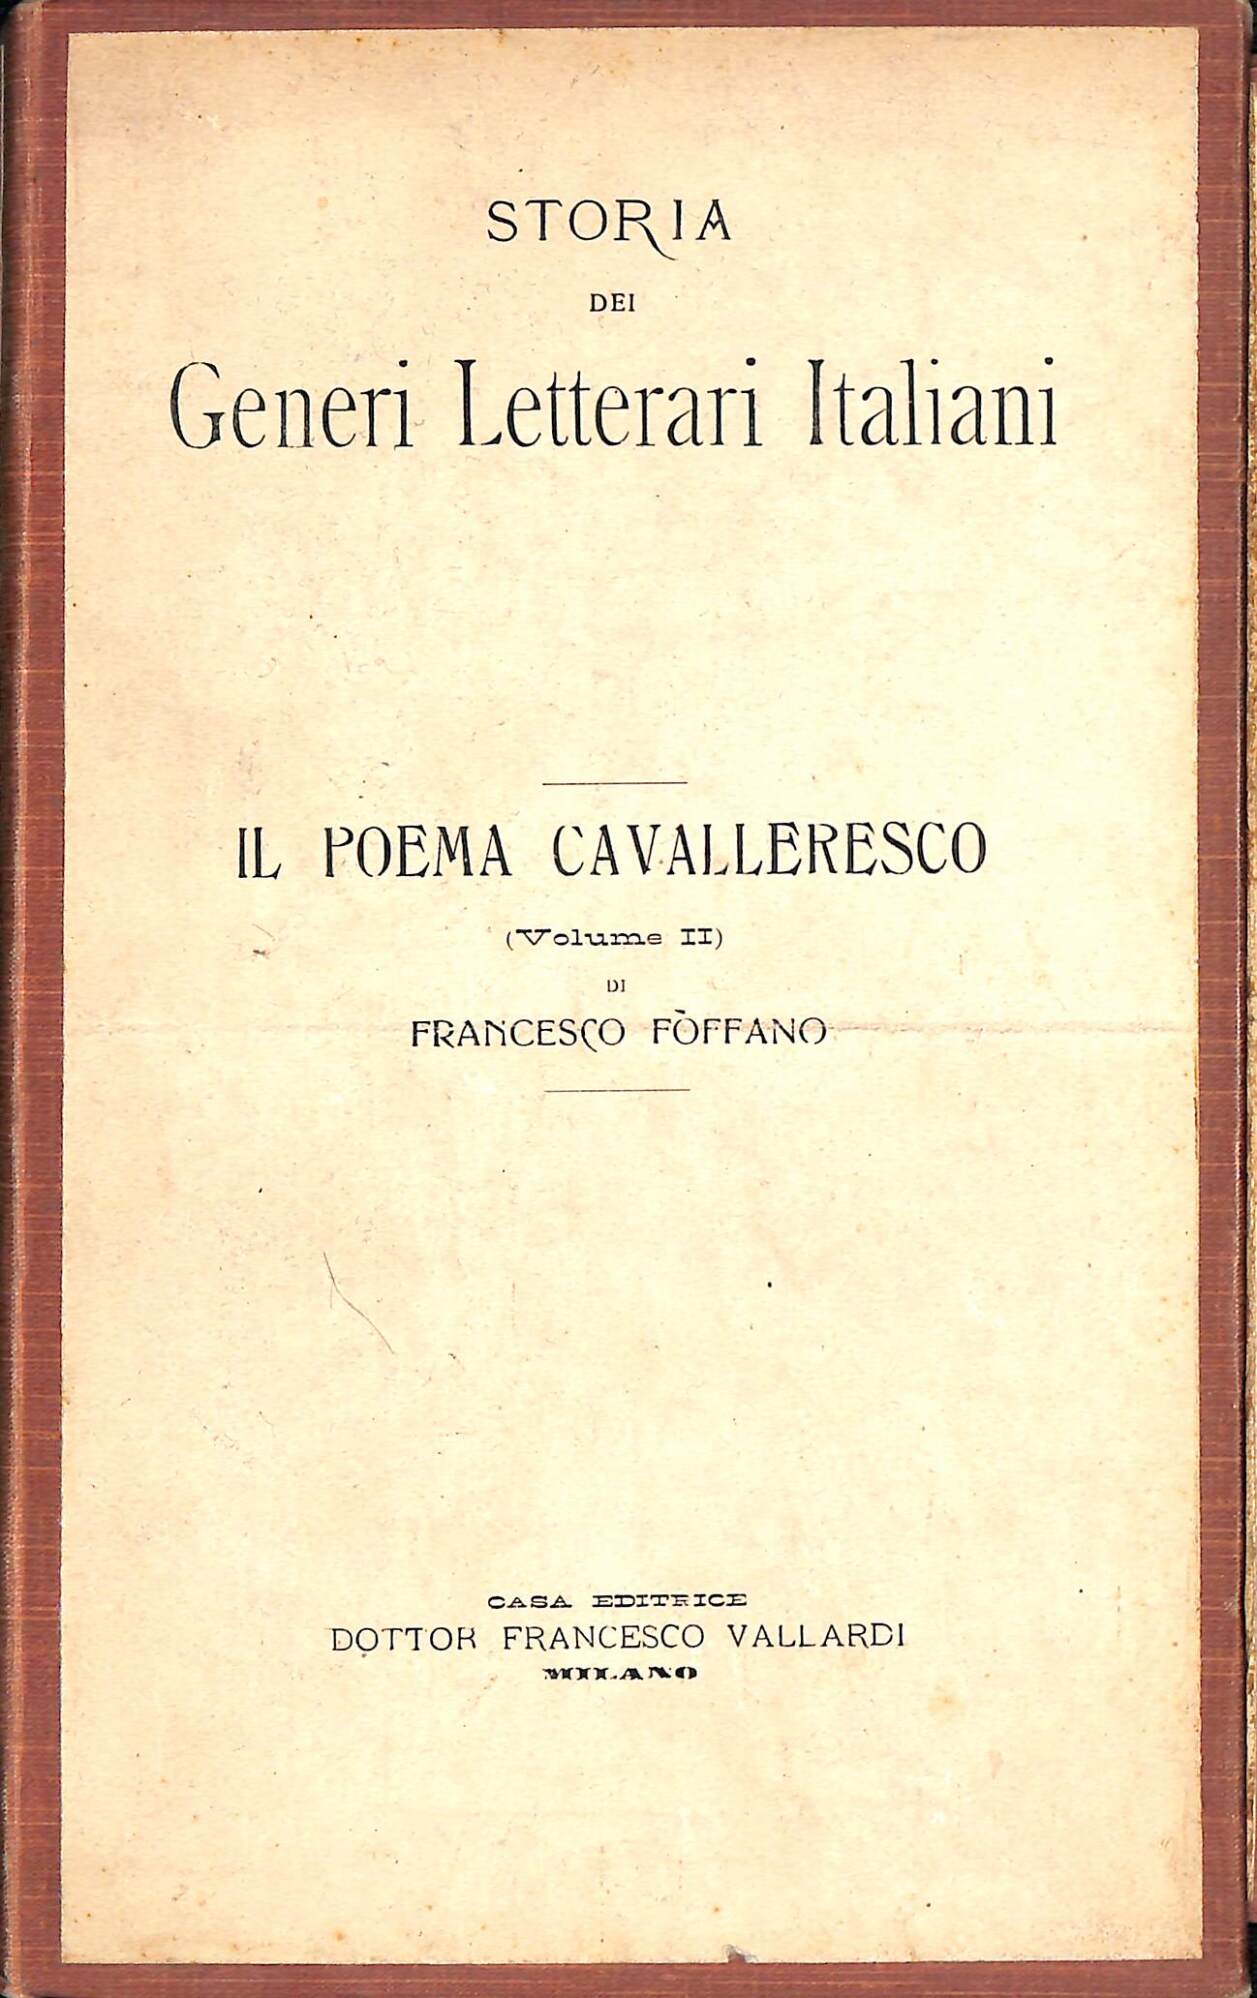 STORIA
DEI
Generi Letterari Italiani
IL POEMA CAVALLERESCO
(Volume II)
DI
FRANCESCO FÒFFANO
CASA EDITRICE
DOTTOR FRANCESCO VALLARDI
MILANO